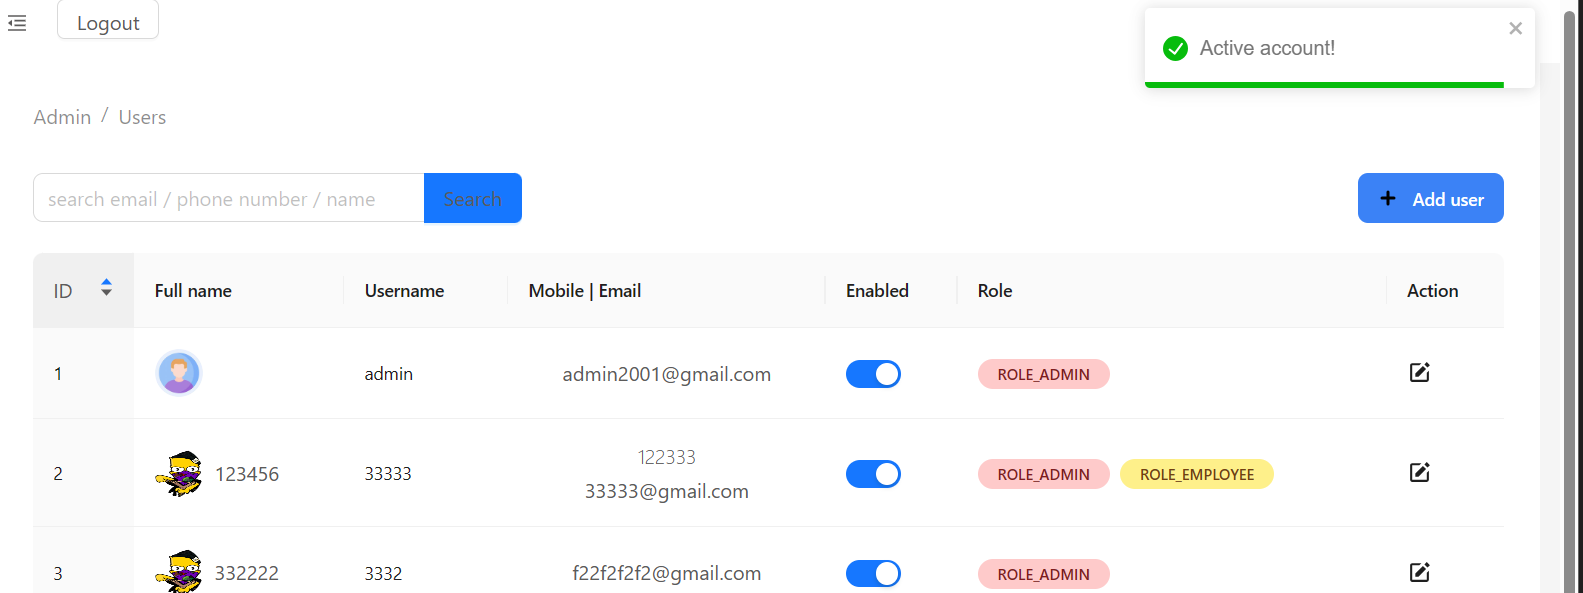 Logout
Active account!
Admin / Users
search email / phone number / name
Search
Add user
ID Full name Username Mobile | Email Enabled Role Action
1 admin admin2001@gmail.com ROLE_ADMIN
2 123456 33333 122333 33333@gmail.com ROLE_ADMIN ROLE_EMPLOYEE
3 332222 3332 f22f2f2f2@gmail.com ROLE_ADMIN